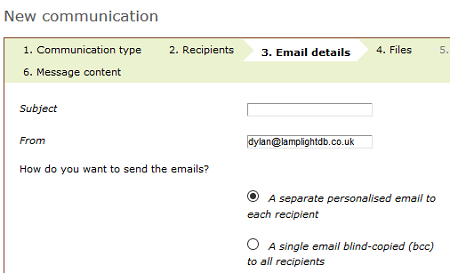 New communication
1. Communication type 2. Recipients 3. Email details 4. Files 5.
6. Message content
Subject
From dylan@lamplightdb.co.uk
How do you want to send the emails?
A separate personalised email to
each recipient
A single email blind-copied (bcc)
to all recipients